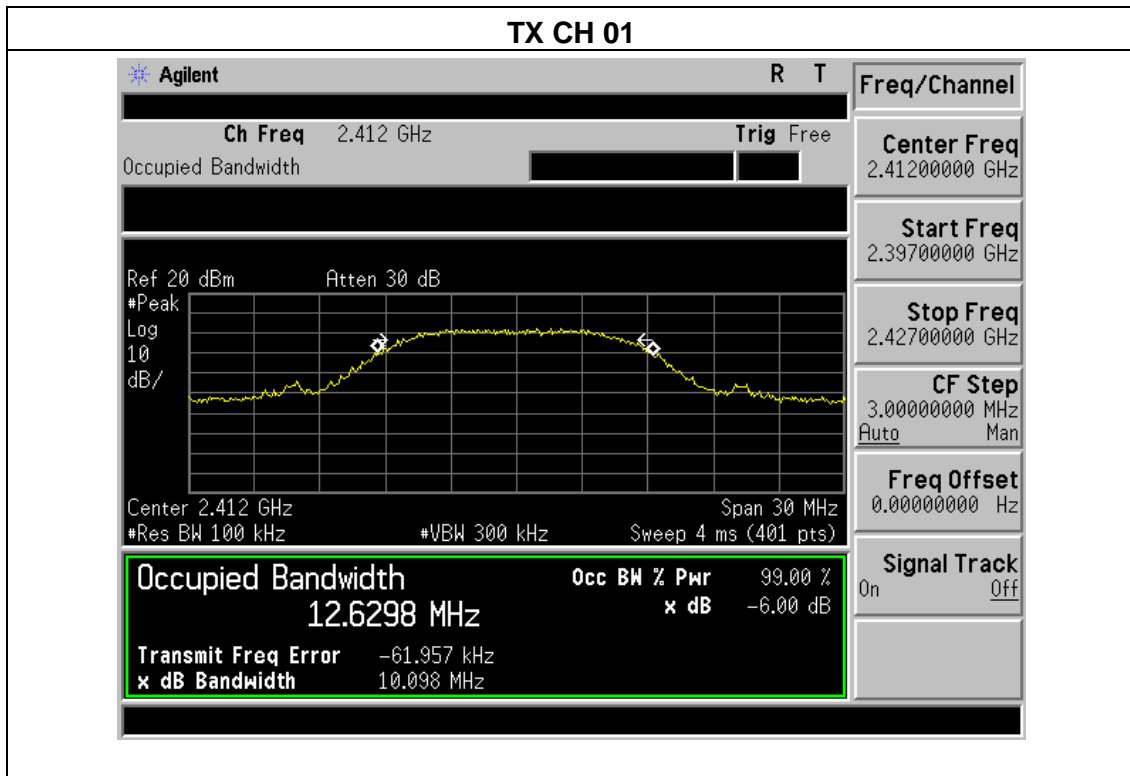 TX CH 01
Agilent R T
Ch Freq 2.412 GHz Trig Free
Occupied Bandwidth
Ref 20 dBm Atten 30 dB
#Peak
Log
10
dB/
Center 2.412 GHz Span 30 MHz
#Res BW 100 kHz #VBW 300 kHz Sweep 4 ms (401 pts)
Occupied Bandwidth Occ BW % Pwr 99.00 %
12.6298 MHz x dB -6.00 dB
Transmit Freq Error -61.957 kHz
x dB Bandwidth 10.098 MHz
Freq/Channel
Center Freq
2.41200000 GHz
Start Freq
2.39700000 GHz
Stop Freq
2.42700000 GHz
CF Step
3.00000000 MHz
Auto Man
Freq Offset
0.00000000 Hz
Signal Track
On Off